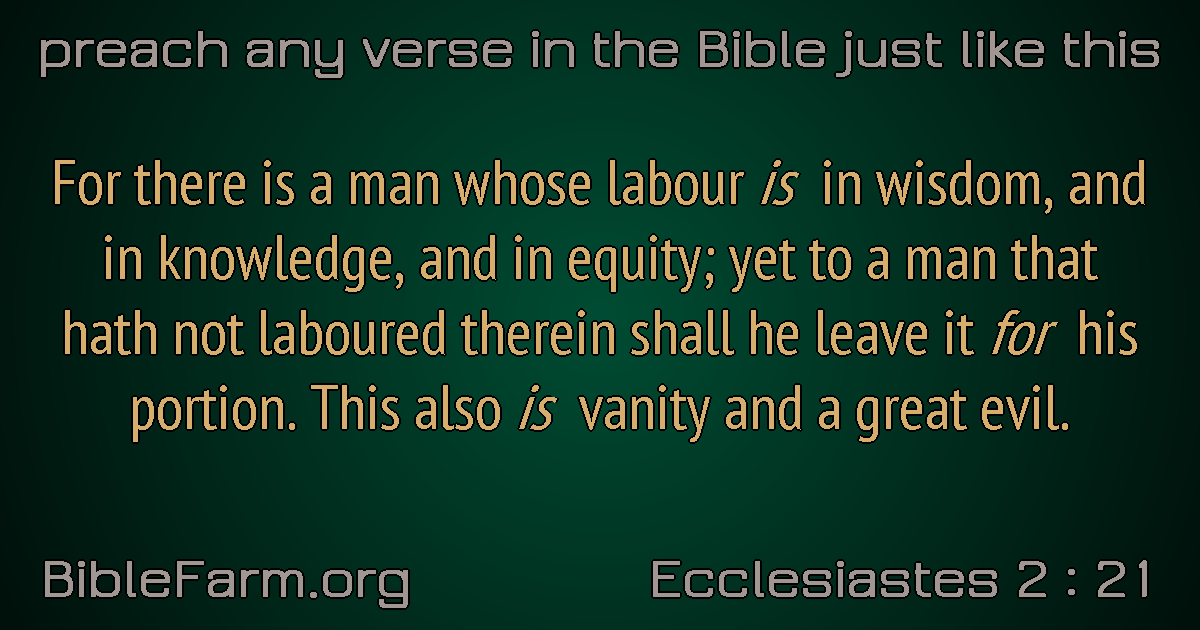 preach any verse in the Bible just like this
For there is a man whose labour is in wisdom, and
in knowledge, and in equity; yet to a man that
hath not laboured therein shall he leave it for his
portion. This also is vanity and a great evil.
BibleFarm.org
Ecclesiastes 2 : 21